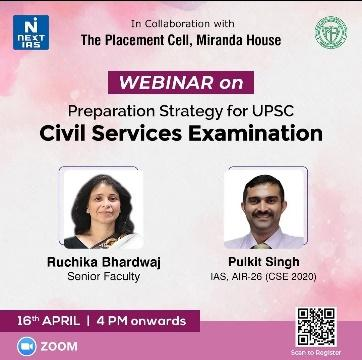 NEXT
IAS
In Collaboration with
The Placement Cell, Miranda House
WEBINAR on
Preparation Strategy for UPSC
Civil Services Examination
Ruchika Bhardwaj
Senior Faculty
Pulkit Singh
IAS, AIR-26 (CSE 2020)
16th APRIL | 4 PM onwards
ZOOM
Scan to Register